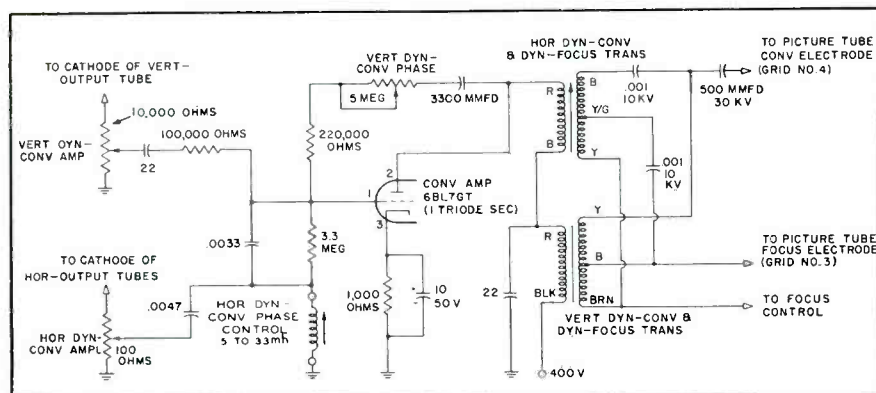 TO CATHODE OF VERT-
OUTPUT TUBE
10,000 OHMS
VERT DYN-
CONV AMP
22
100,000 OHMS
TO CATHODE OF
HOR-OUTPUT TUBES
HOR DYN-
CONV AMPL
100
OHMS
.0047
.0033
3.3
MEG
HOR DYN-
CONV PHASE
CONTROL
5 TO 33mh
220,000
OHMS
VERT DYN-
CONV PHASE
5 MEG
3300 MMFD
1
2
3
CONV AMP
6BL7GT
(1 TRIODE SEC)
1,000
OHMS
10
50 V
22
HOR DYN-CONV
& DYN-FOCUS TRANS
R
B
B
Y/G
Y
.001
10 KV
.001
10
KV
500 MMFD
30 KV
R
BLK
Y
B
BRN
VERT DYN-CONV &
DYN-FOCUS TRANS
400 V
TO PICTURE TUBE
CONV ELECTRODE
(GRID NO.4)
TO PICTURE TUBE
FOCUS ELECTRODE
(GRID NO.3)
TO FOCUS
CONTROL